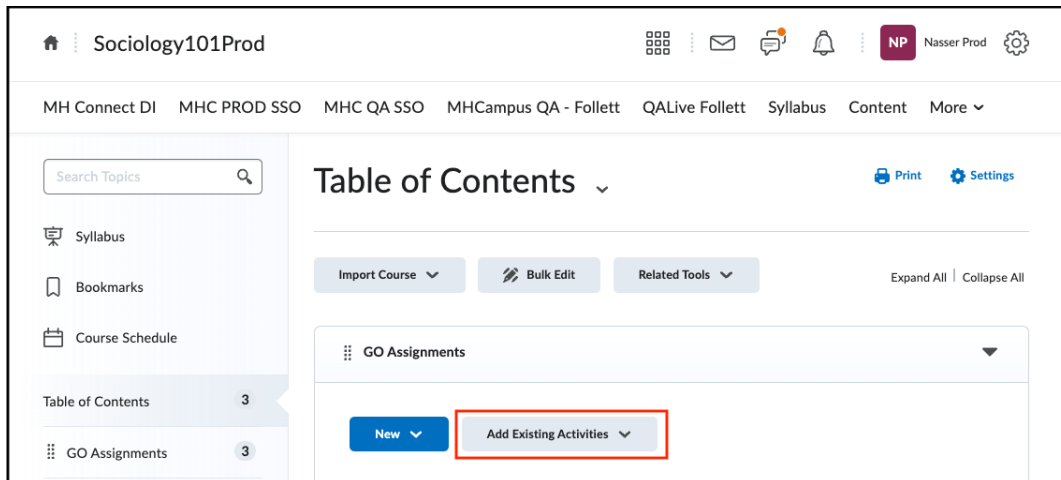 Sociology101Prod
NP
Nasser Prod
MH Connect DI MHC PROD SSO MHC QA SSO MHCampus QA - Follett QALive Follett Syllabus Content More
Search Topics
Syllabus
Bookmarks
Course Schedule
Table of Contents 3
GO Assignments 3
Table of Contents
Print Settings
Import Course Bulk Edit Related Tools Expand All | Collapse All
GO Assignments
New Add Existing Activities